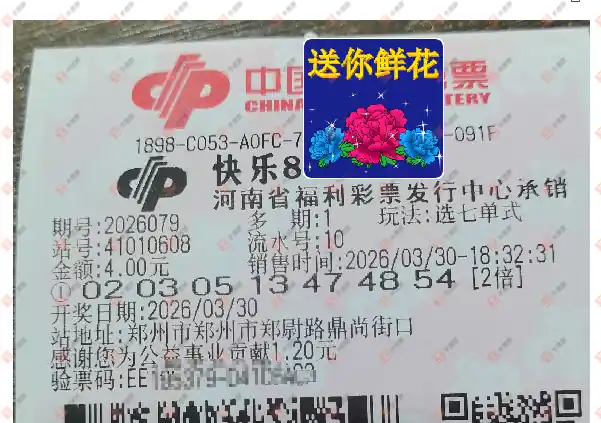 送你鲜花
中国 票
CHINA TERY
1898-C053-A0FC-7 -091F
快乐8
河南省福利彩票发行中心承销
期号:2026079 多 期:1 玩法:选七单式
站号:41010608 流水号:10
金额:4.00元 销售时间:2026/03/30-18:32:31
① 02 03 05 13 47 48 54 [2倍]
开奖日期:2026/03/30
站地址:郑州市郑州市郑尉路鼎尚街口
感谢您为公益事业贡献1.20元
验票码:EE